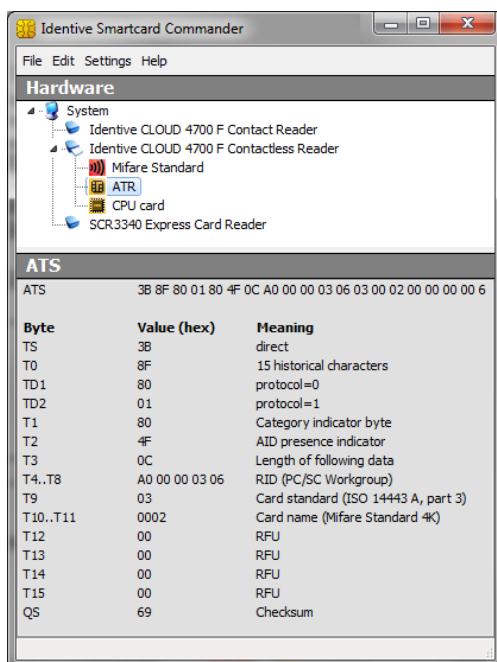 Identive Smartcard Commander
File Edit Settings Help
Hardware
System
Identive CLOUD 4700 F Contact Reader
Identive CLOUD 4700 F Contactless Reader
Mifare Standard
ATR
CPU card
SCR3340 Express Card Reader
ATS
ATS 3B 8F 80 01 80 4F 0C A0 00 00 03 06 03 00 02 00 00 00 00 6
Byte Value (hex) Meaning
TS 3B direct
T0 8F 15 historical characters
TD1 80 protocol=0
TD2 01 protocol=1
T1 80 Category indicator byte
T2 4F AID presence indicator
T3 0C Length of following data
T4..T8 A0 00 00 03 06 RID (PC/SC Workgroup)
T9 03 Card standard (ISO 14443 A, part 3)
T10..T11 0002 Card name (Mifare Standard 4K)
T12 00 RFU
T13 00 RFU
T14 00 RFU
T15 00 RFU
QS 69 Checksum